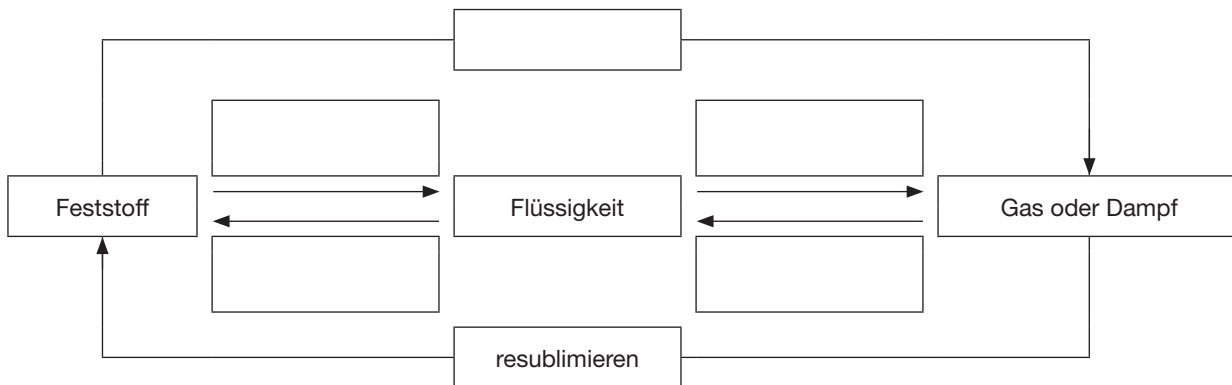 Feststoff
Flüssigkeit
Gas oder Dampf
resublimieren